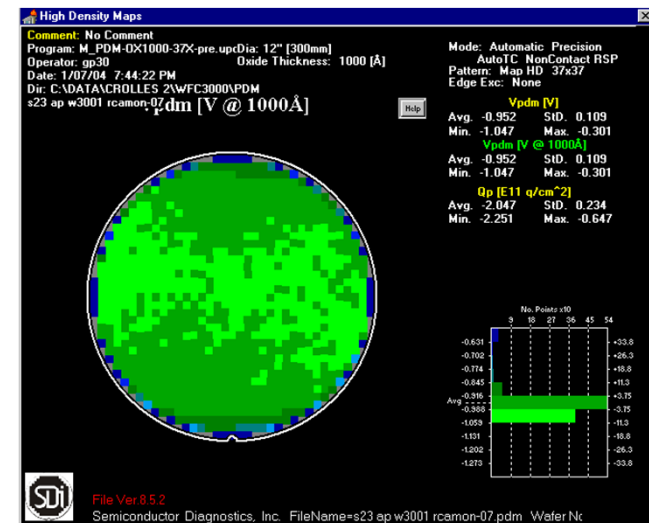 High Density Maps
Comment: No Comment
Program: M_PDM-OX1000-37X-pre.upcDia: 12" [300mm]
Operator: gp30 Oxide Thickness: 1000 [Å]
Date: 1/07/04 7:44:22 PM
Dir: C:\DATA\CROLLES 2\WFC3000\PDM
s23 ap w3001 rcamon-07.pdm [V @ 1000Å]
Help
Mode: Automatic Precision
AutoTC NonContact RSP
Pattern: Map HD 37x37
Edge Exc: None
Vpdm [V]
Avg. -0.952 StD. 0.109
Min. -1.047 Max. -0.301
Vpdm [V @ 1000Å]
Avg. -0.952 StD. 0.109
Min. -1.047 Max. -0.301
Qp [E11 q/cm^2]
Avg. -2.047 StD. 0.234
Min. -2.251 Max. -0.647
No. Points x10
9 18 27 36 45 54
-0.631 +33.8
-0.702 +26.3
-0.774 +18.8
-0.845 +11.3
-0.916 +3.75
Avg
-0.988 -3.75
-1.059 -11.3
-1.131 -18.8
-1.202 -26.3
-1.273 -33.8
SDi
File Ver:8.5.2
Semiconductor Diagnostics, Inc. FileName=s23 ap w3001 rcamon-07.pdm Wafer Nc